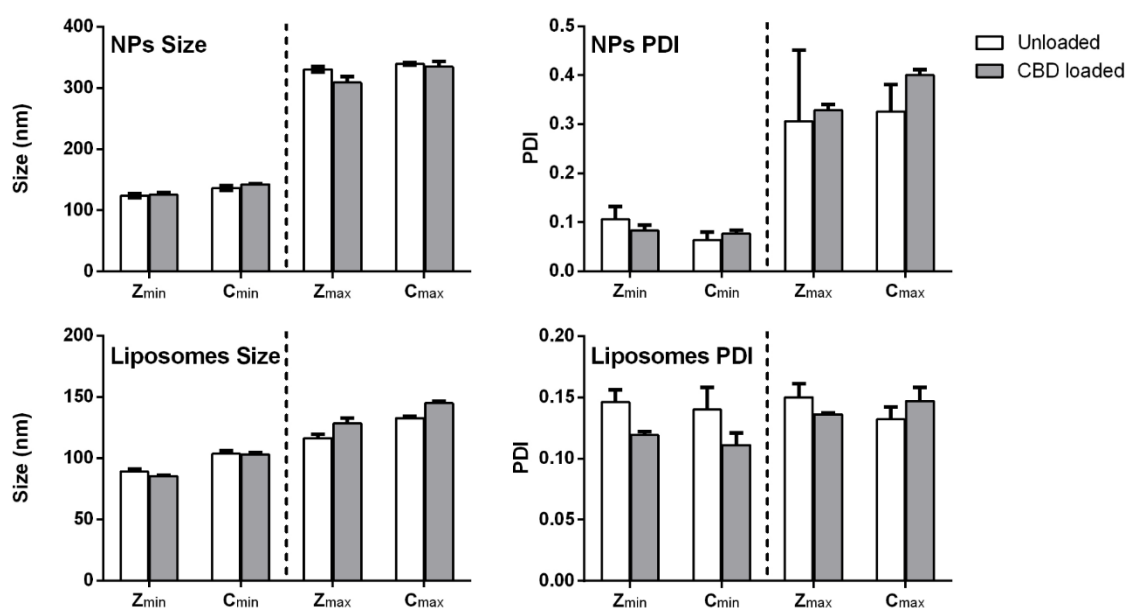 NPs Size
Size (nm)
400
300
200
100
0
Zmin Cmin Zmax Cmax
NPs PDI
PDI
0.5
0.4
0.3
0.2
0.1
0.0
Zmin Cmin Zmax Cmax
Unloaded
CBD loaded
Liposomes Size
Size (nm)
200
150
100
50
0
Zmin Cmin Zmax Cmax
Liposomes PDI
PDI
0.20
0.15
0.10
0.05
0.00
Zmin Cmin Zmax Cmax